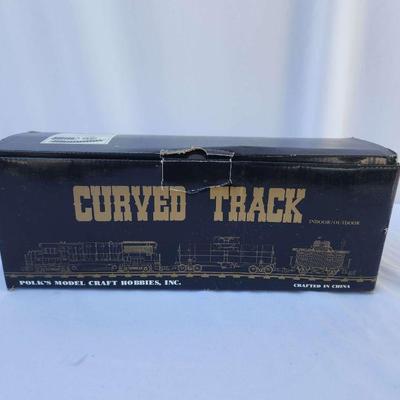 CURVED TRACK
INDOOR/OUTDOOR
POLK'S MODEL CRAFT HOBBIES, INC.
CRAFTED IN CHINA